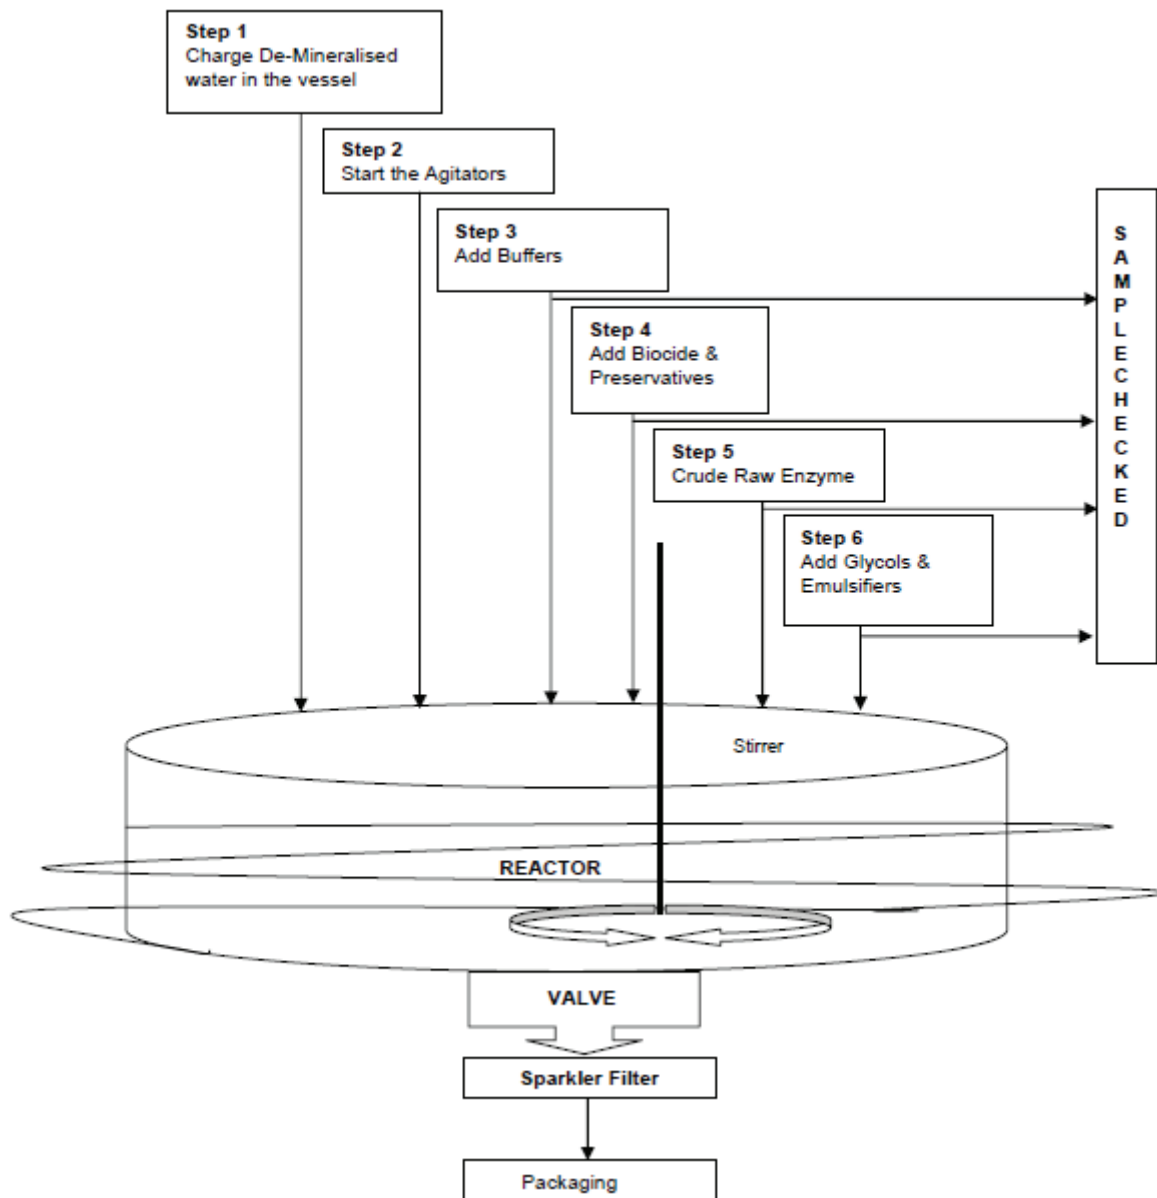 Step 1
Charge De-Mineralised
water in the vessel
Step 2
Start the Agitators
Step 3
Add Buffers
Step 4
Add Biocide &
Preservatives
Step 5
Crude Raw Enzyme
Step 6
Add Glycols &
Emulsifiers
S
A
M
P
L
E
C
H
E
C
K
E
D
Stirrer
REACTOR
VALVE
Sparkler Filter
Packaging